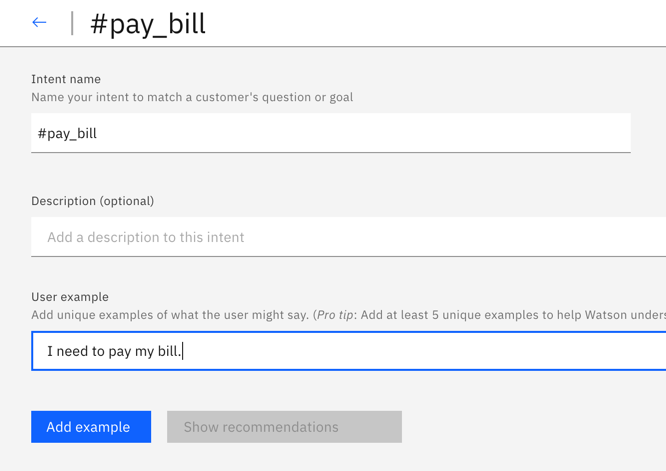 #pay_bill
Intent name
Name your intent to match a customer's question or goal
#pay_bill
Description (optional)
Add a description to this intent
User example
Add unique examples of what the user might say. (Pro tip: Add at least 5 unique examples to help Watson unders
I need to pay my bill.
Add example
Show recommendations